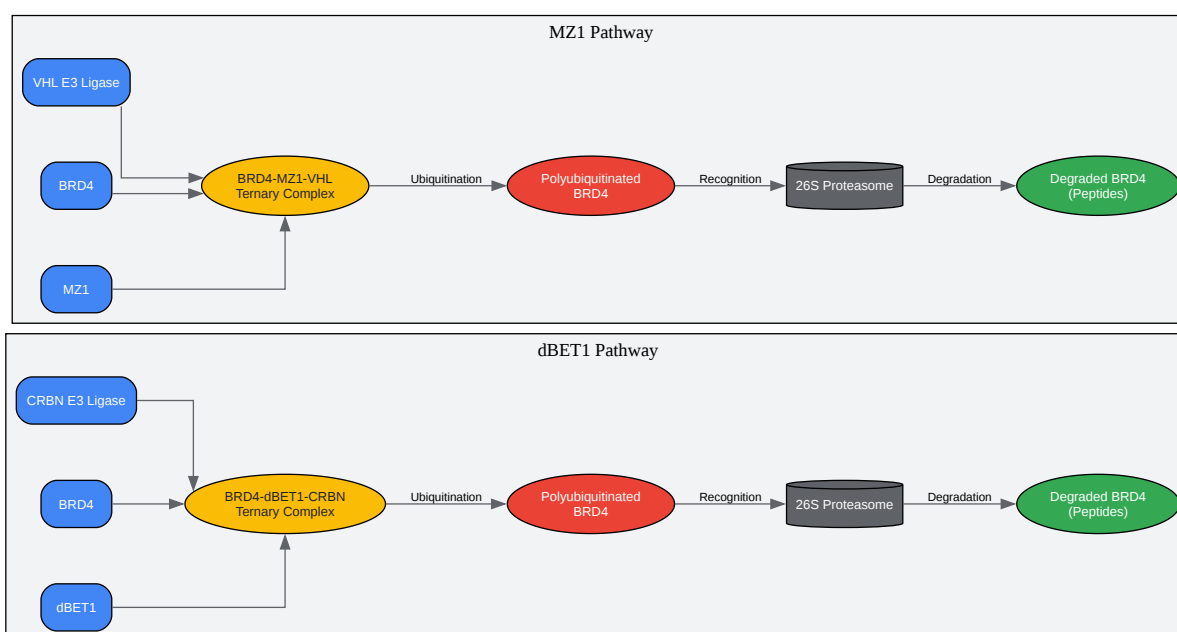 MZ1 Pathway
VHL E3 Ligase
BRD4
MZ1
BRD4-MZ1-VHL
Ternary Complex
Ubiquitination
Polyubiquitinated
BRD4
Recognition
26S Proteasome
Degradation
Degraded BRD4
(Peptides)
dBET1 Pathway
CRBN E3 Ligase
BRD4
dBET1
BRD4-dBET1-CRBN
Ternary Complex
Ubiquitination
Polyubiquitinated
BRD4
Recognition
26S Proteasome
Degradation
Degraded BRD4
(Peptides)